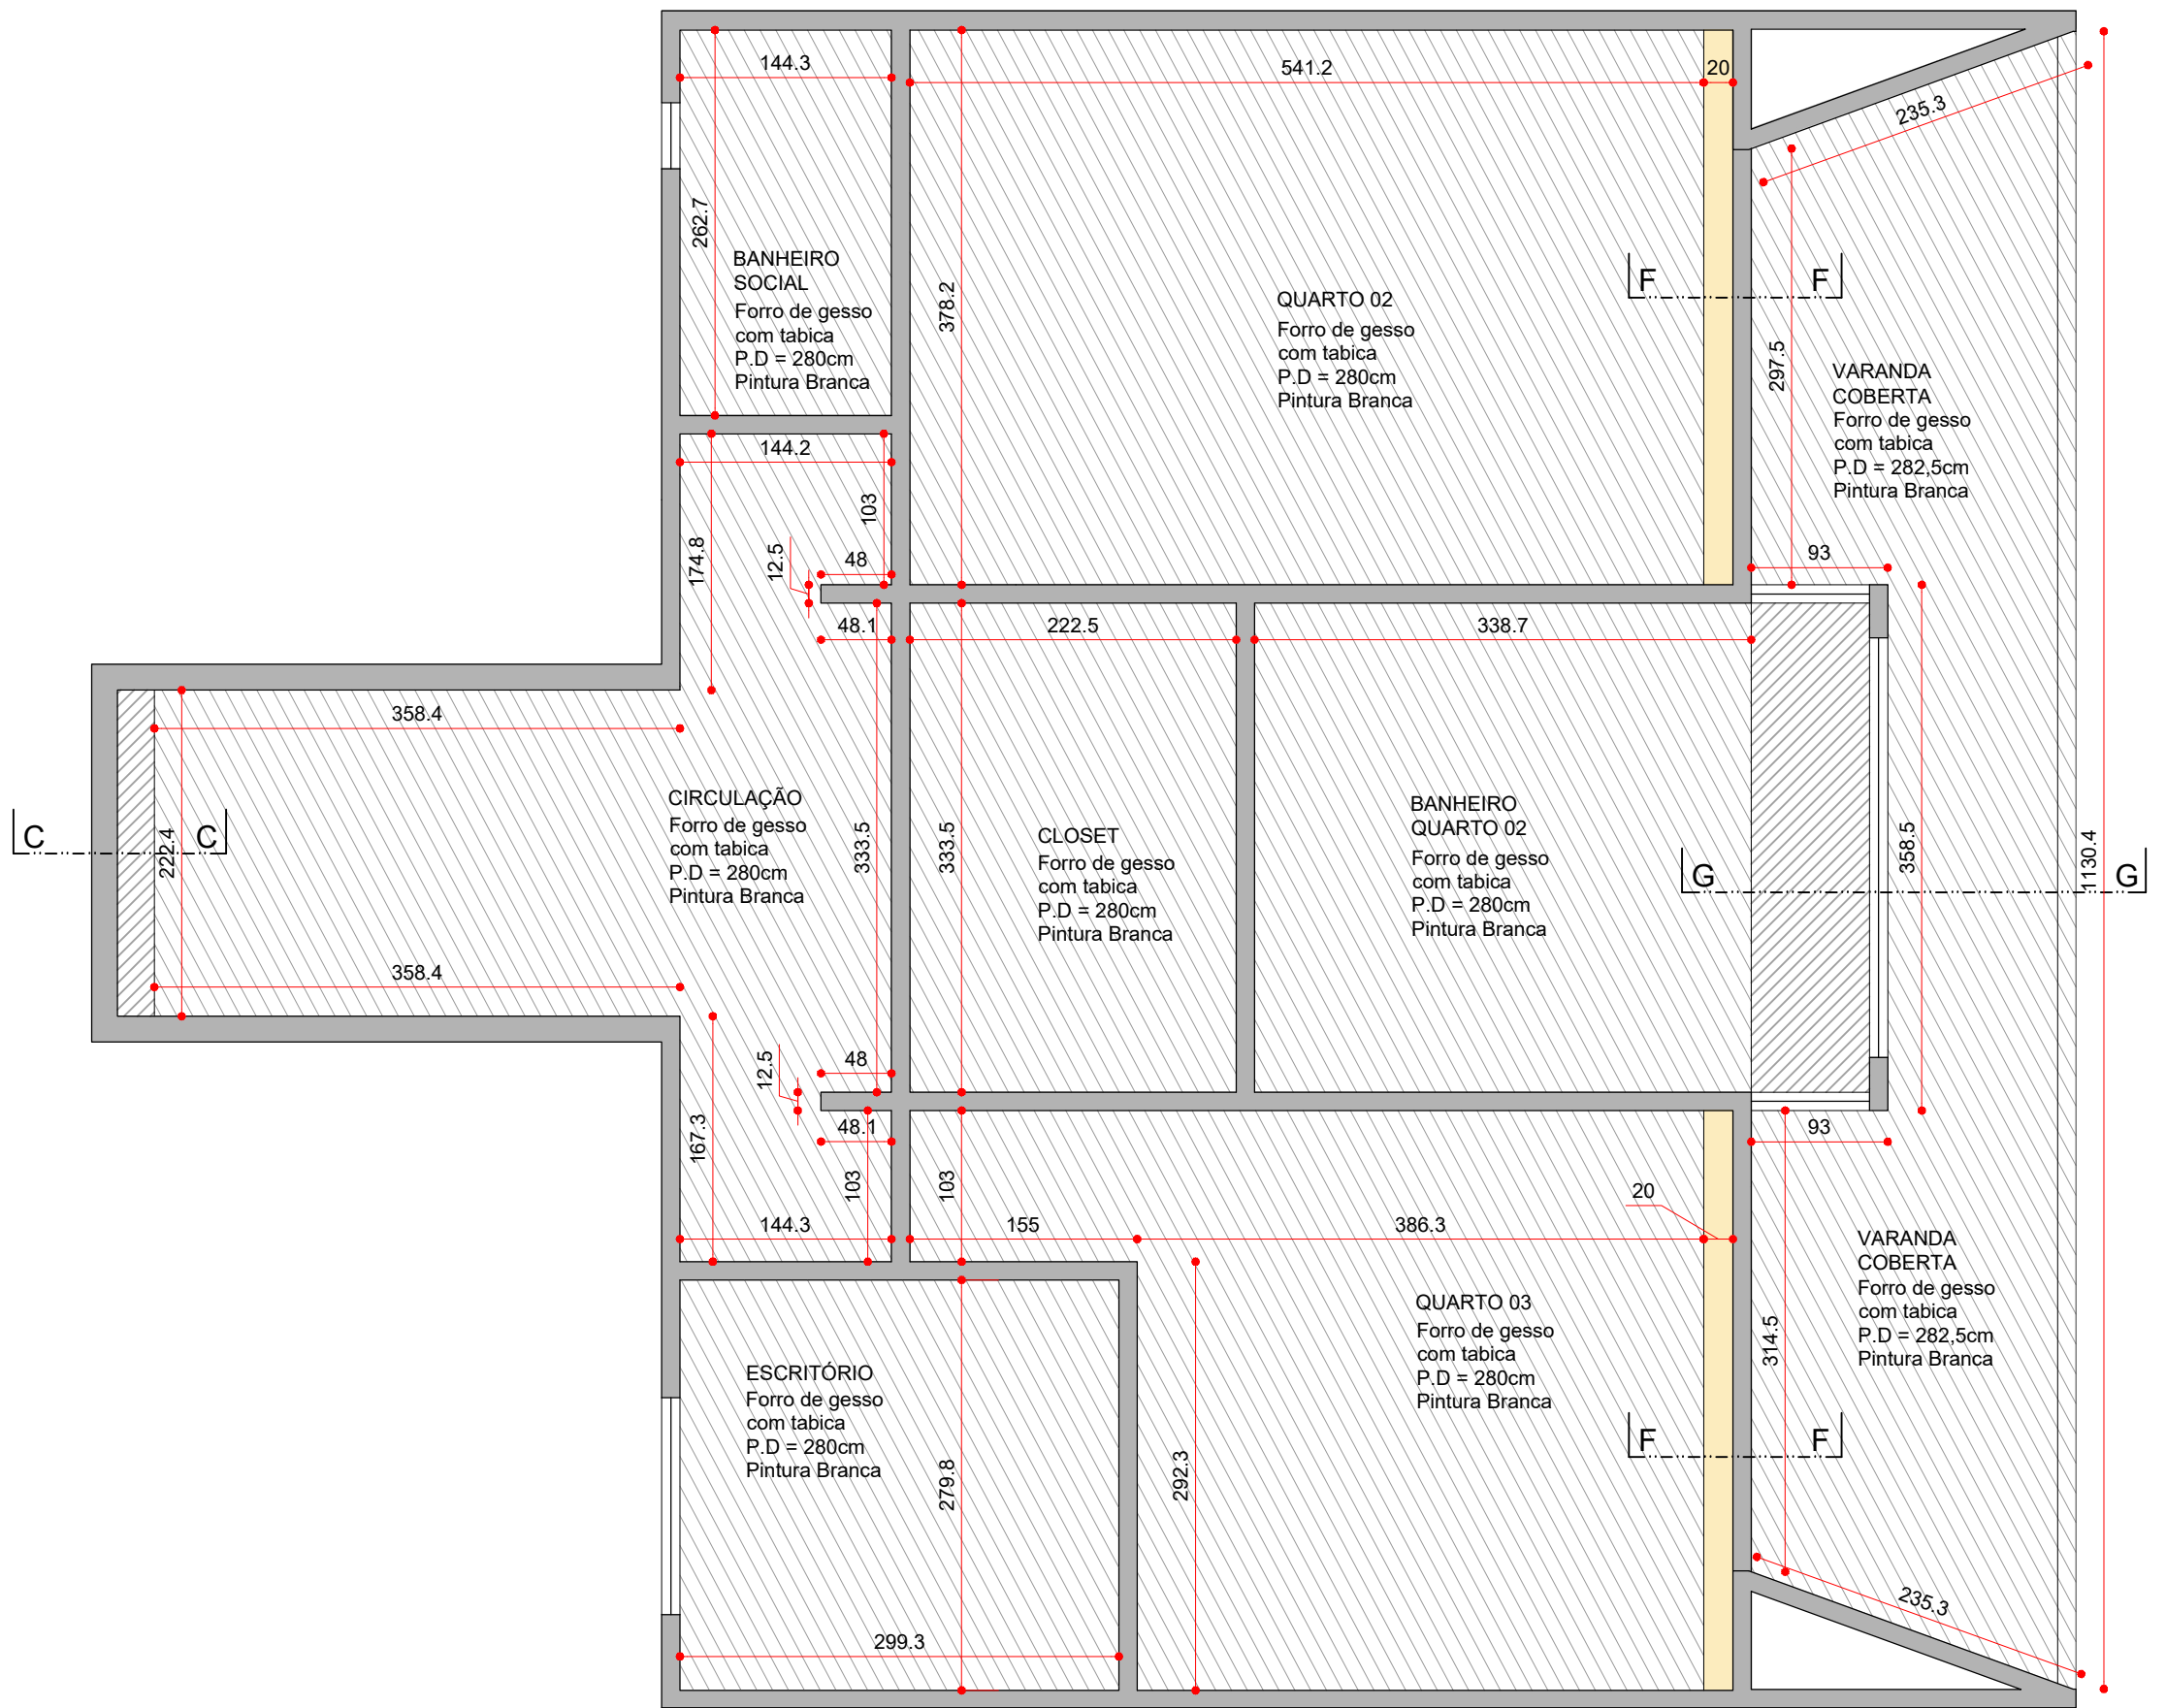 144.3
541.2
20
235.3
262.7
378.2
BANHEIRO
SOCIAL
Forro de gesso
com tabica
P.D = 280cm
Pintura Branca
QUARTO 02
Forro de gesso
com tabica
P.D = 280cm
Pintura Branca
F
F
297.5
VARANDA
COBERTA
Forro de gesso
com tabica
P.D = 282,5cm
Pintura Branca
144.2
103
174.8
12.5
48
93
48.1
222.5
338.7
358.4
C
C
222.4
CIRCULAÇÃO
Forro de gesso
com tabica
P.D = 280cm
Pintura Branca
333.5
333.5
CLOSET
Forro de gesso
com tabica
P.D = 280cm
Pintura Branca
BANHEIRO
QUARTO 02
Forro de gesso
com tabica
P.D = 280cm
Pintura Branca
358.5
1130.4
G
G
358.4
12.5
48
48.1
93
167.3
103
103
144.3
155
386.3
20
VARANDA
COBERTA
Forro de gesso
com tabica
P.D = 282,5cm
Pintura Branca
314.5
QUARTO 03
Forro de gesso
com tabica
P.D = 280cm
Pintura Branca
ESCRITÓRIO
Forro de gesso
com tabica
P.D = 280cm
Pintura Branca
F
F
279.8
292.3
235.3
299.3